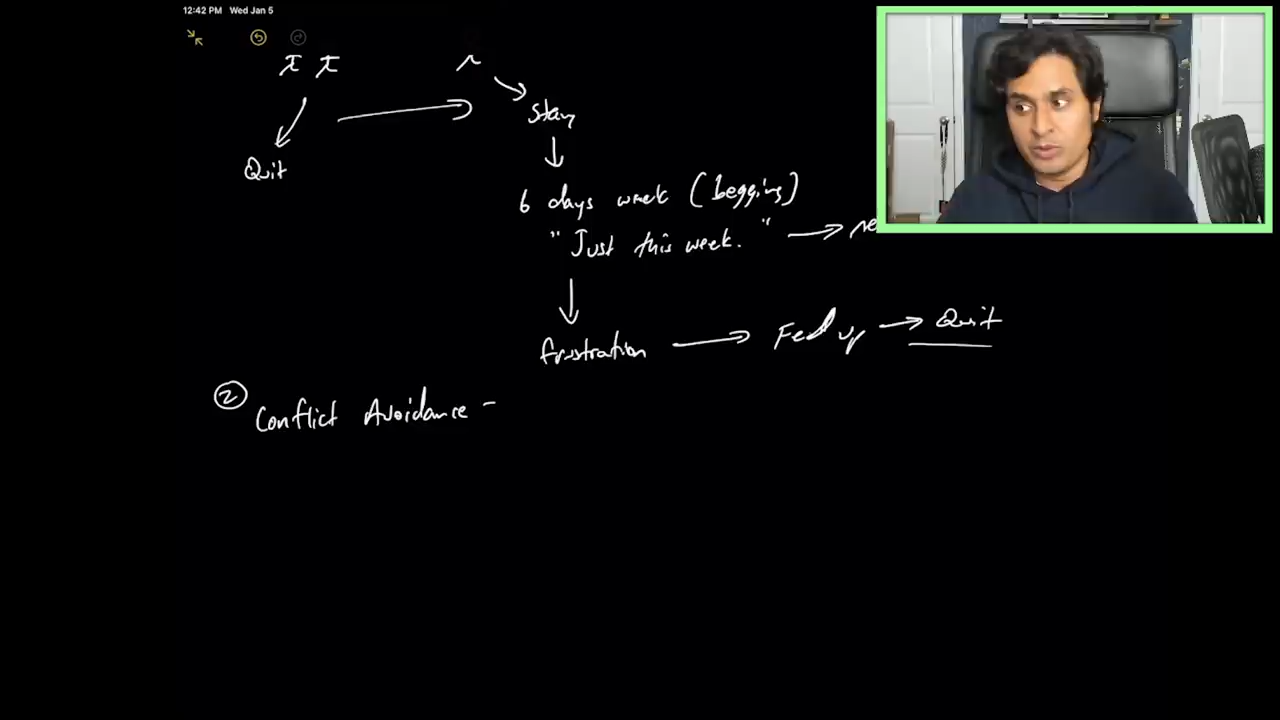 12:42 PM Wed Jan 5
Stay
Quit
6 days week (begging)
"Just this week."
Quit
frustration
Fed up
② Conflict Avoidance -